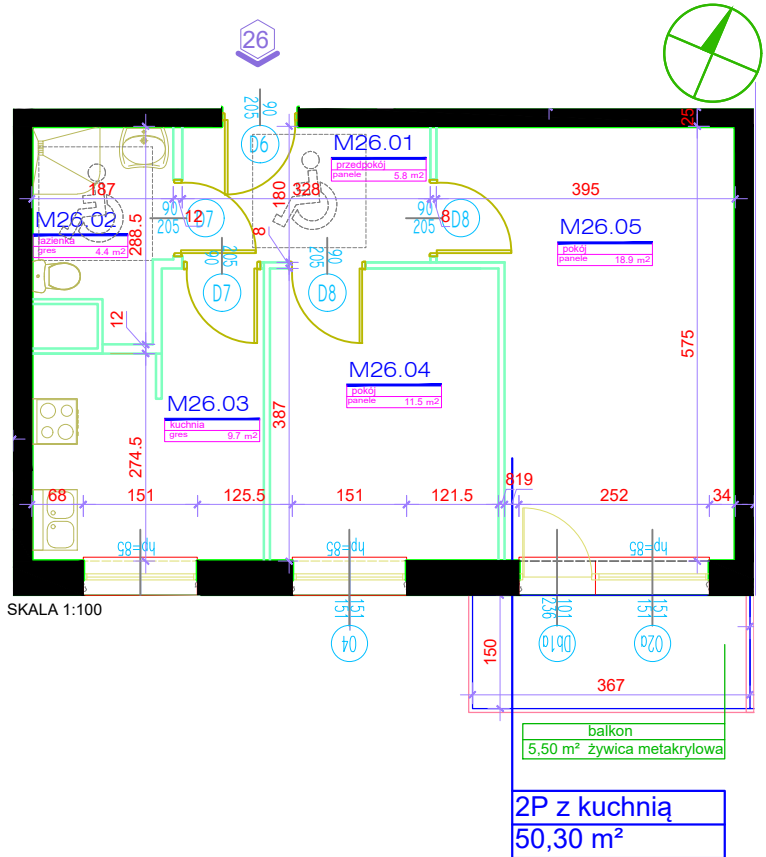 26
90
205
D6
25
M26.01
przedpokój
panele 5.8 m2
187
180
328
395
90
205
12
D7
90
205
8
D8
M26.02
łazienka
gres 4.4 m2
288.5
8
M26.05
pokój
panele 18.9 m2
90
205
D7
90
205
D8
12
575
M26.04
pokój
panele 11.5 m2
M26.03
kuchnia
gres 9.7 m2
387
274.5
68
151
125.5
151
121.5
819
252
34
hp=85
hp=85
hp=85
SKALA 1:100
151
151
O4
101
236
Db1a
151
151
O2a
150
367
balkon
5,50 m² żywica metakrylowa
2P z kuchnią
50,30 m²